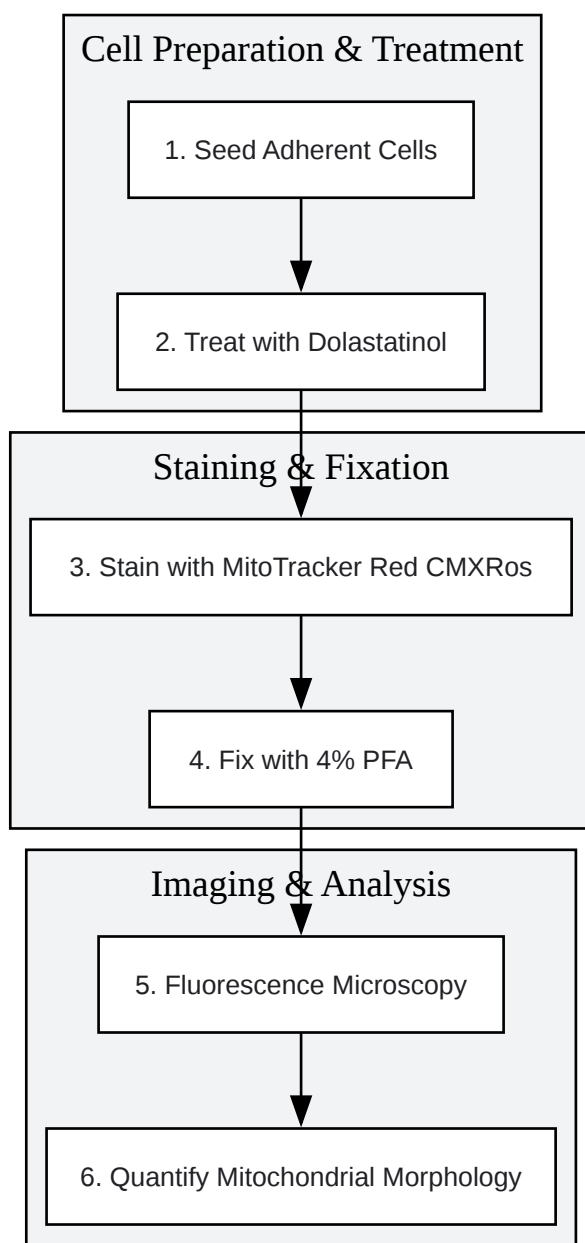 Cell Preparation & Treatment
1. Seed Adherent Cells
2. Treat with Dolastatinol
Staining & Fixation
3. Stain with MitoTracker Red CMXRos
4. Fix with 4% PFA
Imaging & Analysis
5. Fluorescence Microscopy
6. Quantify Mitochondrial Morphology